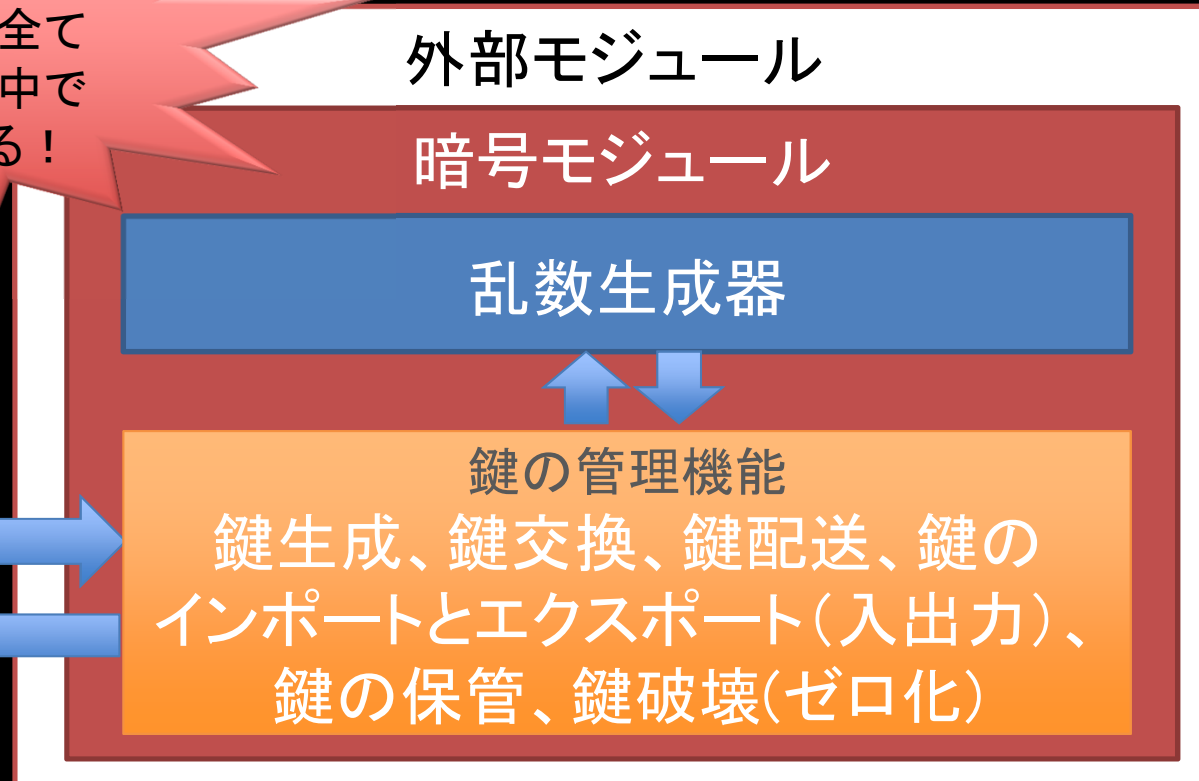 全て
中で
る！
外部モジュール
暗号モジュール
乱数生成器
鍵の管理機能
鍵生成、鍵交換、鍵配送、鍵の
インポートとエクスポート（入出力）、
鍵の保管、鍵破壊(ゼロ化)